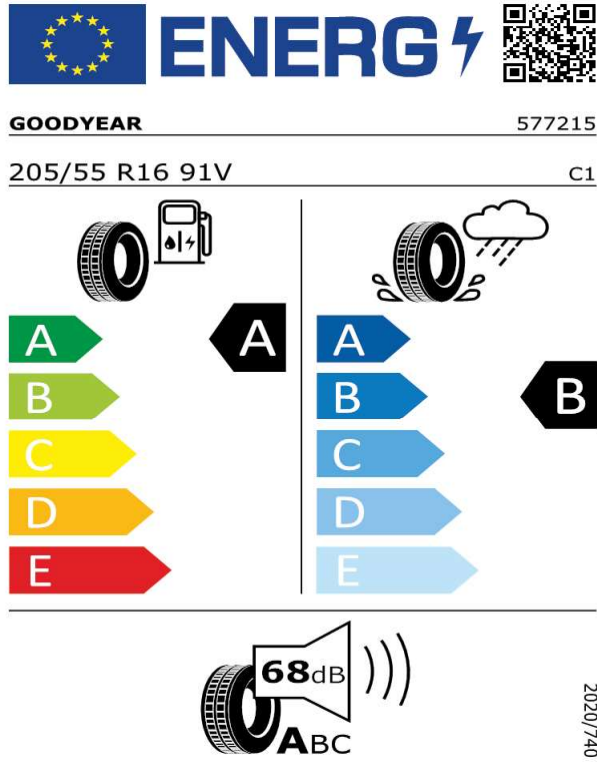 ENERG
GOODYEAR 577215
205/55 R16 91V C1
A A
B
C
D
E
A
B B
C
D
E
68dB
ABC
2020/740